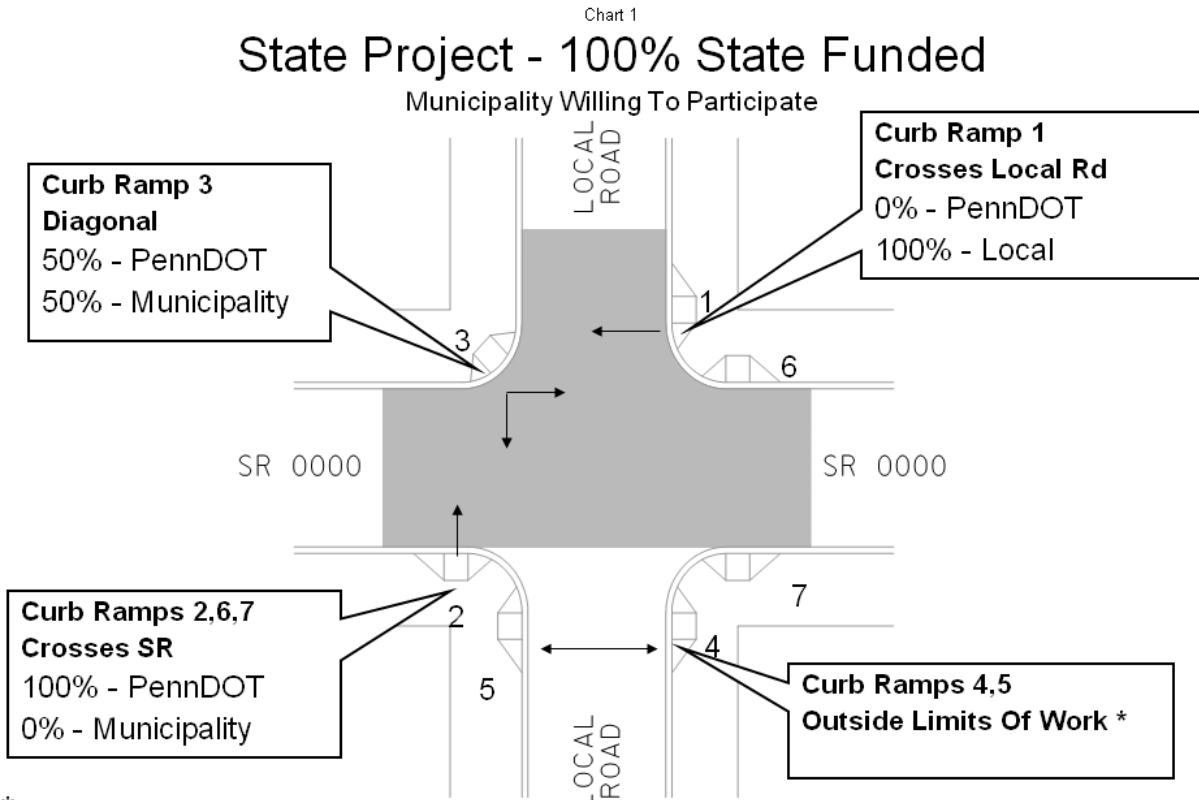 Chart 1
State Project - 100% State Funded
Municipality Willing To Participate
LOCAL
ROAD
Curb Ramp 1
Crosses Local Rd
0% - PennDOT
100% - Local
Curb Ramp 3
Diagonal
50% - PennDOT
50% - Municipality
1
3
6
SR 0000
SR 0000
Curb Ramps 2,6,7
Crosses SR
100% - PennDOT
0% - Municipality
2
7
4
5
Curb Ramps 4,5
Outside Limits Of Work *
LOCAL
ROAD
*